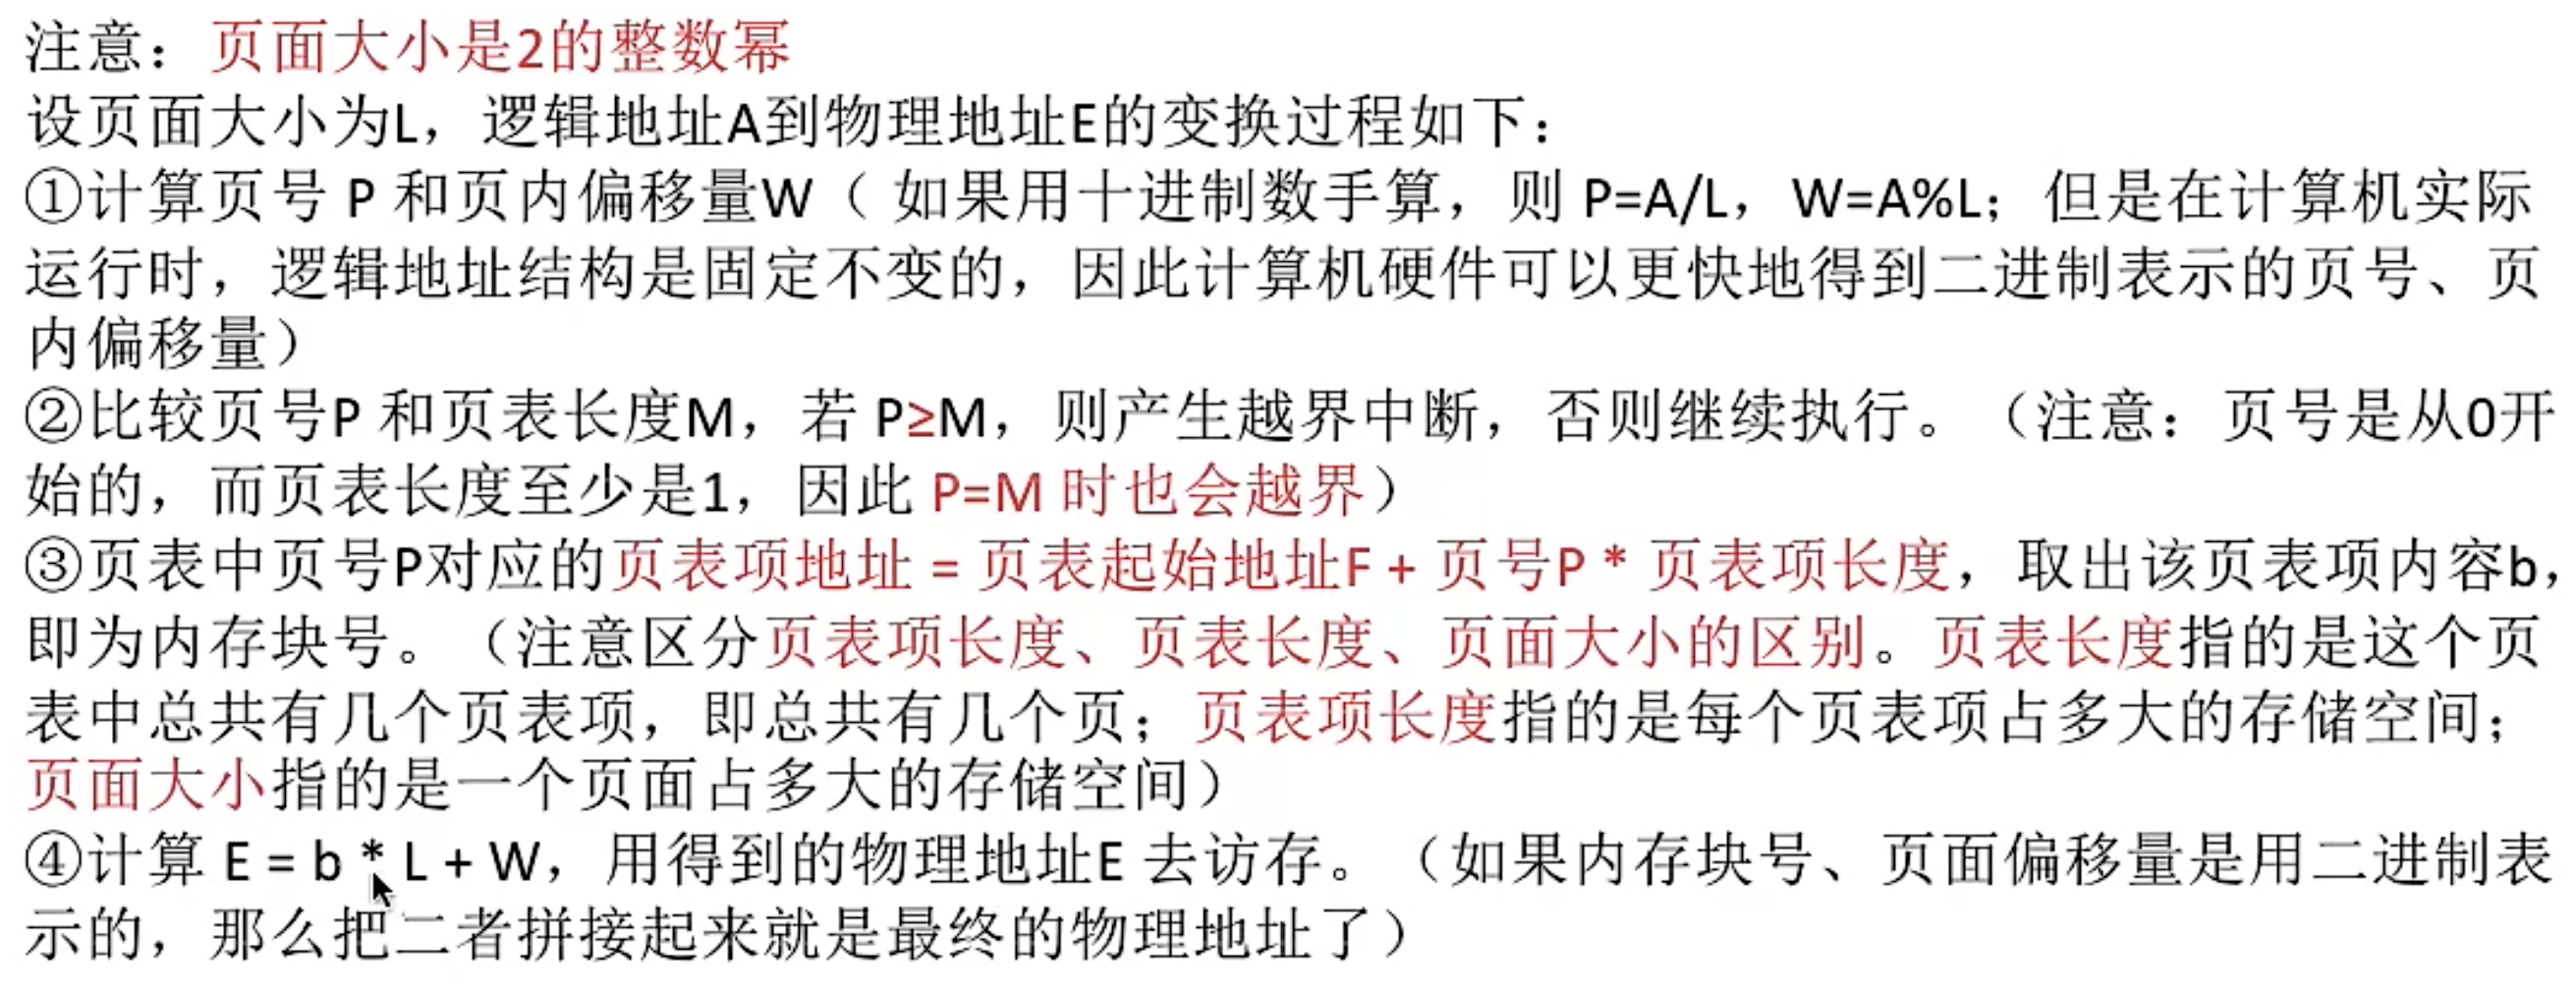 注意：页面大小是2的整数幂
设页面大小为L，逻辑地址A到物理地址E的变换过程如下：
①计算页号 P 和页内偏移量W（ 如果用十进制数手算，则 P=A/L，W=A%L；但是在计算机实际
运行时，逻辑地址结构是固定不变的，因此计算机硬件可以更快地得到二进制表示的页号、页
内偏移量）
②比较页号P 和页表长度M，若 P≥M，则产生越界中断，否则继续执行。（注意：页号是从0开
始的，而页表长度至少是1，因此 P=M 时也会越界）
③页表中页号P对应的页表项地址 = 页表起始地址F + 页号P * 页表项长度，取出该页表项内容b，
即为内存块号。（注意区分页表项长度、页表长度、页面大小的区别。页表长度指的是这个页
表中总共有几个页表项，即总共有几个页；页表项长度指的是每个页表项占多大的存储空间；
页面大小指的是一个页面占多大的存储空间）
④计算 E = b * L + W，用得到的物理地址E 去访存。（如果内存块号、页面偏移量是用二进制表
示的，那么把二者拼接起来就是最终的物理地址了）